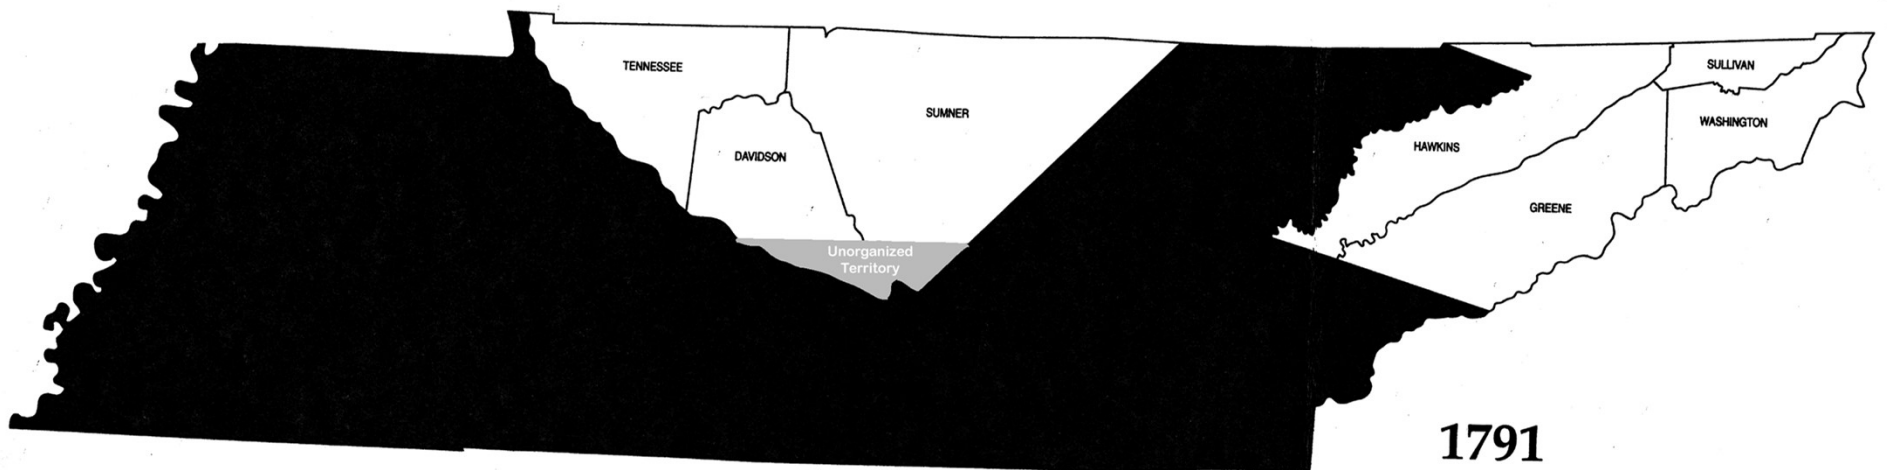 TENNESSEE
SUMNER
DAVIDSON
Unorganized
Territory
SULLIVAN
WASHINGTON
HAWKINS
GREENE
1791